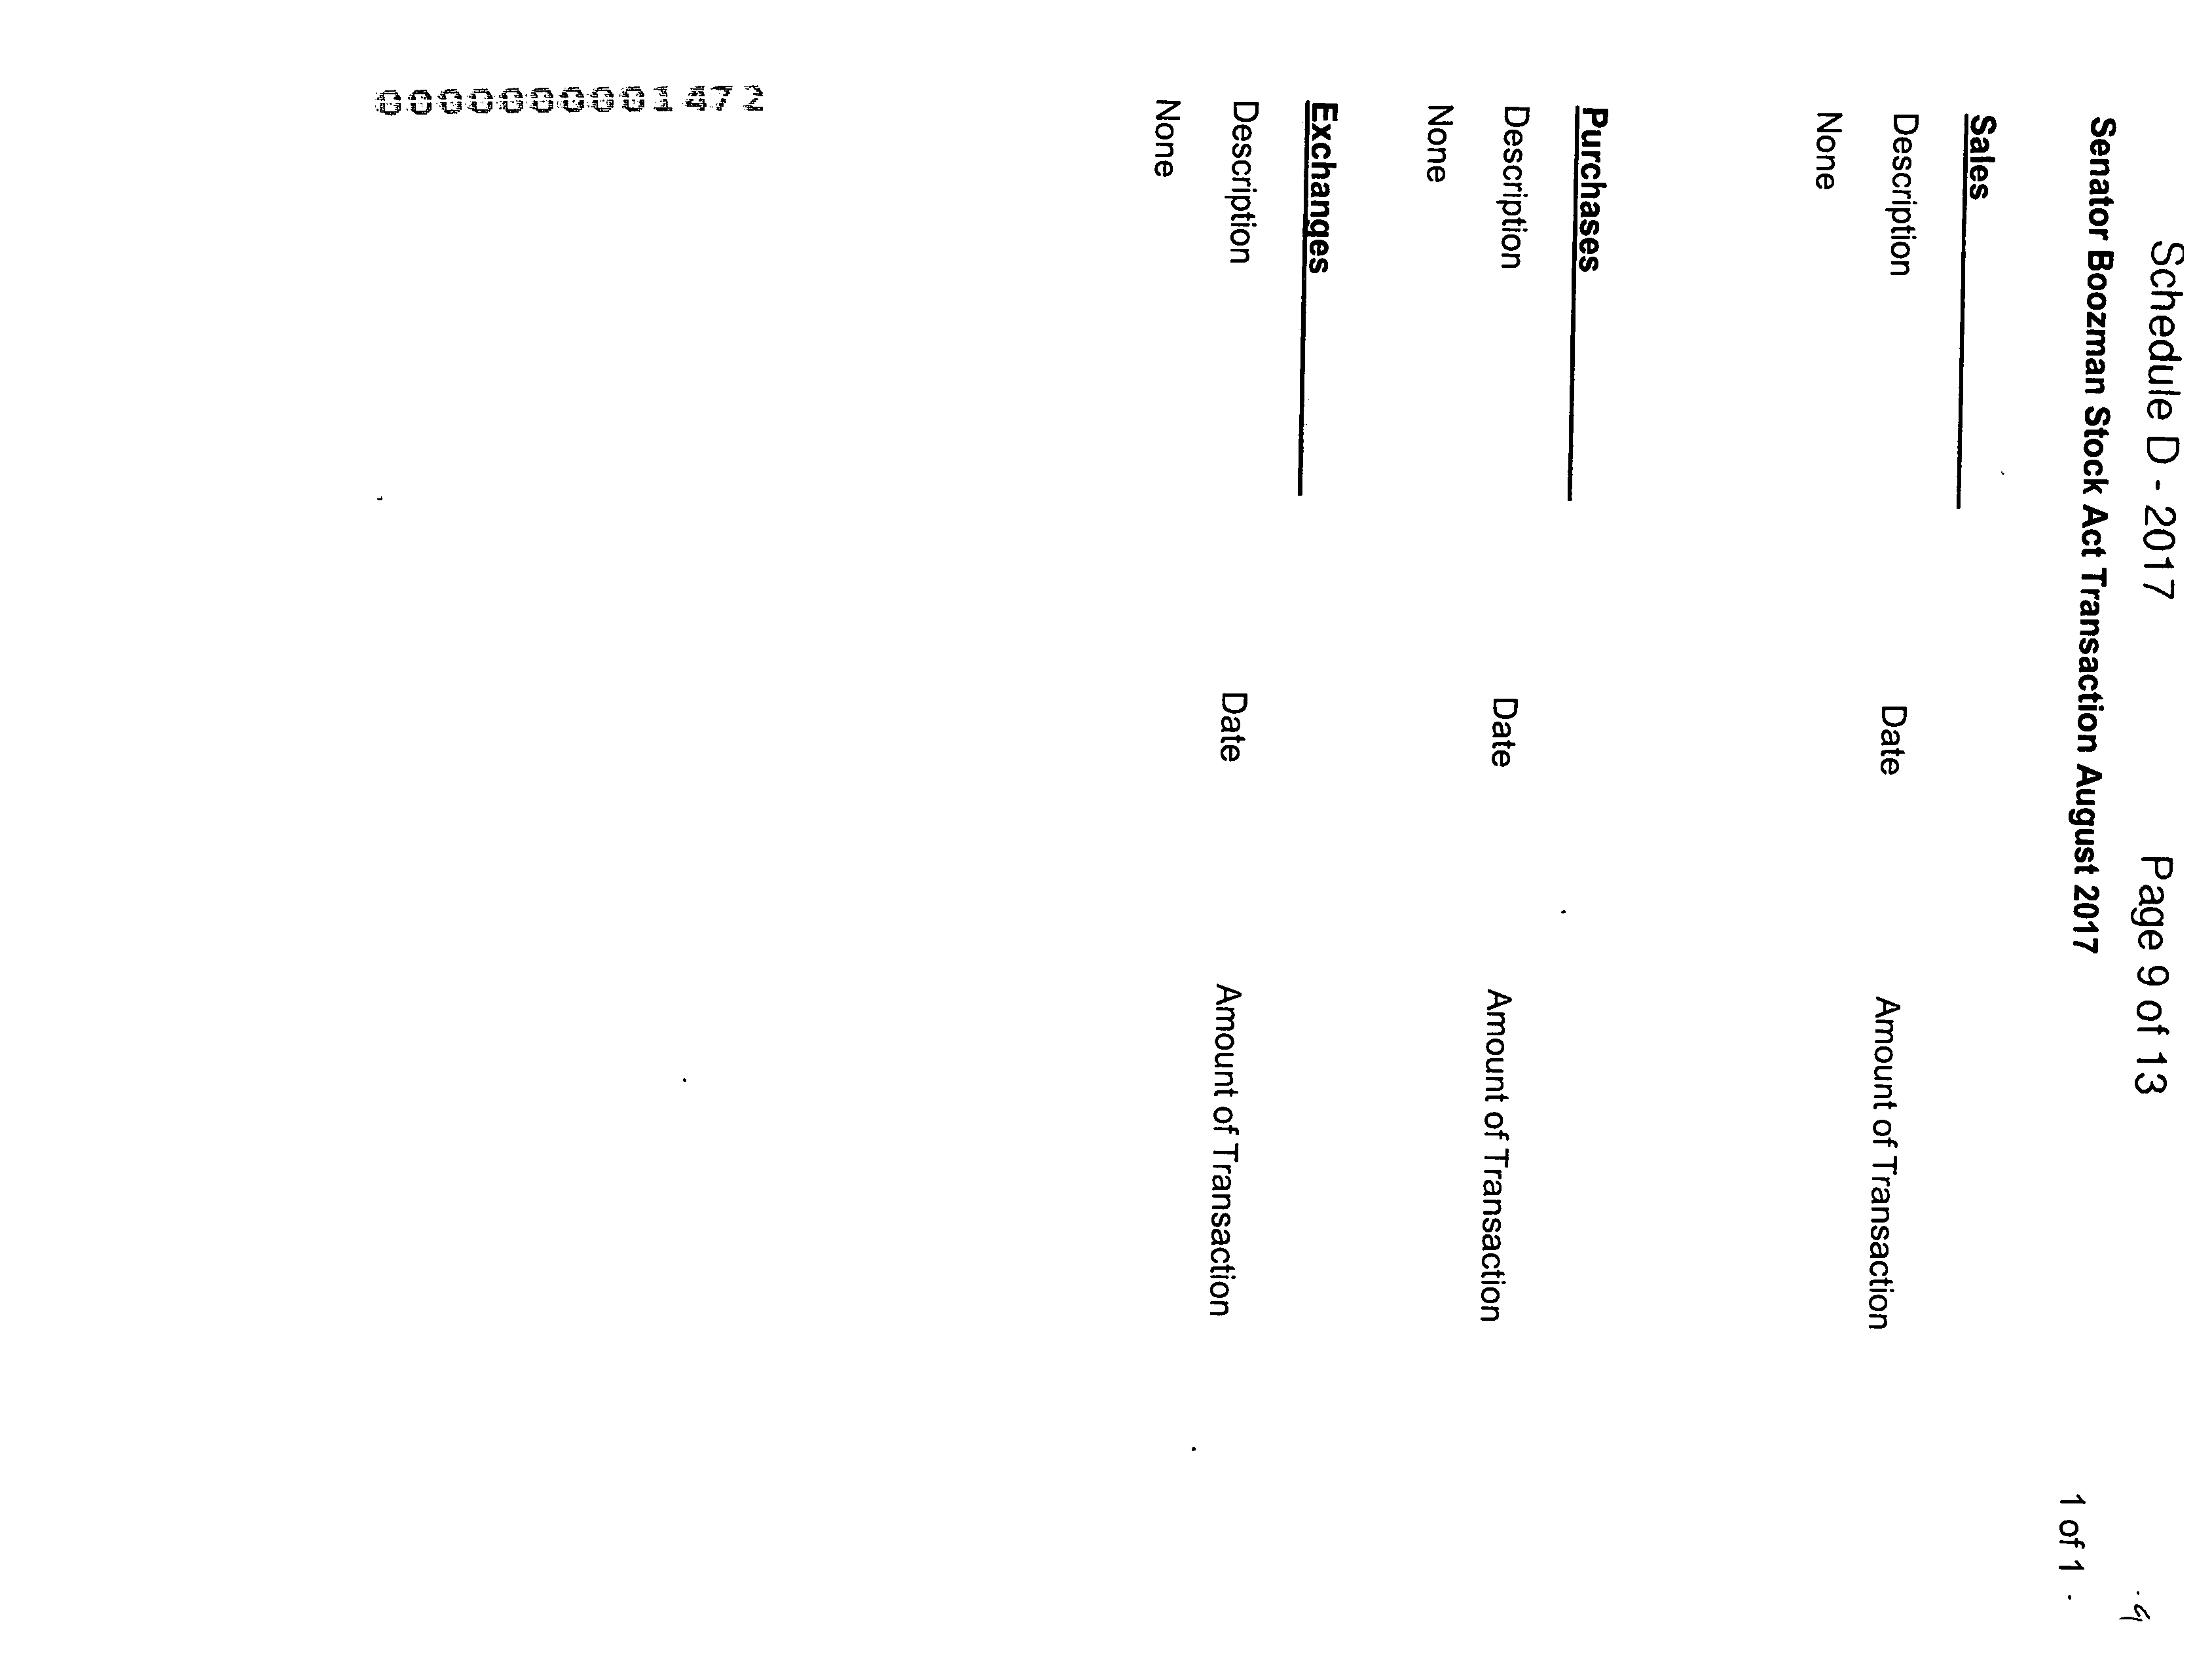 Schedule D - 2017 Page 9 of 13
9
Senator Boozman Stock Act Transaction August 2017
1 of 1
Sales
Description Date Amount of Transaction
None
Purchases
Description Date Amount of Transaction
None
Exchanges
Description Date Amount of Transaction
None
0000000001472